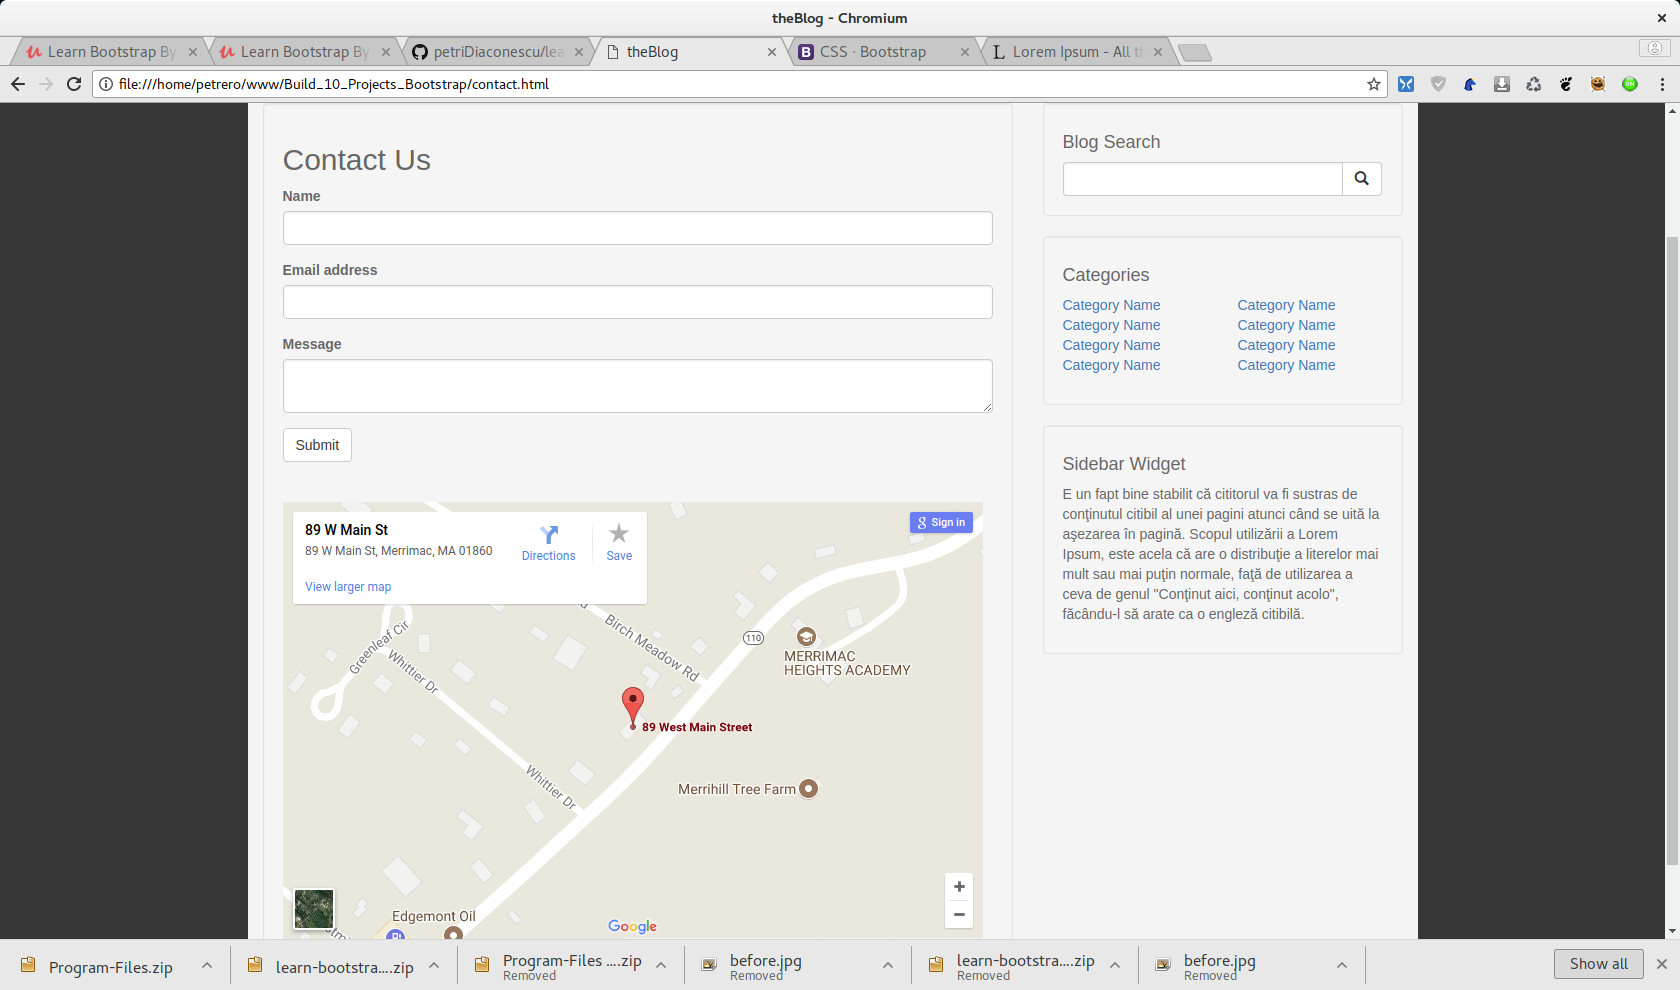 theBlog - Chromium
Learn Bootstrap By
Learn Bootstrap By
petriDiaconescu/lea
theBlog
CSS · Bootstrap
Lorem Ipsum - All t
file:///home/petrero/www/Build_10_Projects_Bootstrap/contact.html
Contact Us
Name
Email address
Message
Submit
89 W Main St
89 W Main St, Merrimac, MA 01860
Directions
Save
View larger map
Sign in
Greenleaf Cir
Whittier Dr
Birch Meadow Rd
110
MERRIMAC
HEIGHTS ACADEMY
89 West Main Street
Merrihill Tree Farm
Whittier Dr
Edgemont Oil
Google
Blog Search
Categories
Category Name
Category Name
Category Name
Category Name
Category Name
Category Name
Category Name
Category Name
Sidebar Widget
E un fapt bine stabilit că cititorul va fi sustras de
conţinutul citibil al unei pagini atunci când se uită la
aşezarea în pagină. Scopul utilizării a Lorem
Ipsum, este acela că are o distribuţie a literelor mai
mult sau mai puţin normale, faţă de utilizarea a
ceva de genul "Conţinut aici, conţinut acolo",
făcându-l să arate ca o engleză citibilă.
Program-Files.zip
learn-bootstra....zip
Program-Files ....zip
Removed
before.jpg
Removed
learn-bootstra....zip
Removed
before.jpg
Removed
Show all